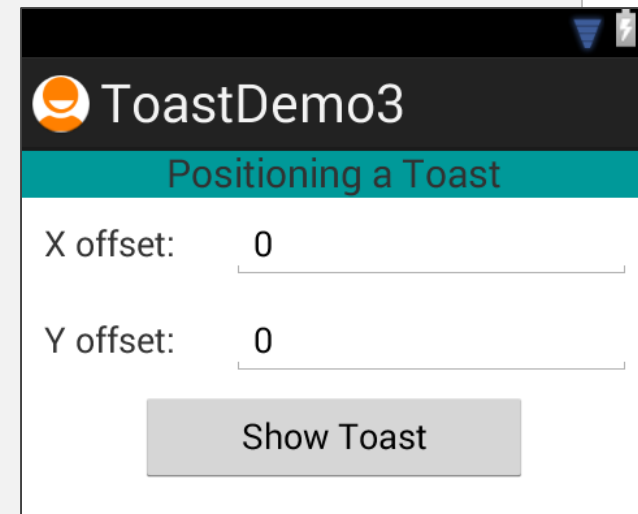 ToastDemo3
Positioning a Toast
X offset: 0
Y offset: 0
Show Toast